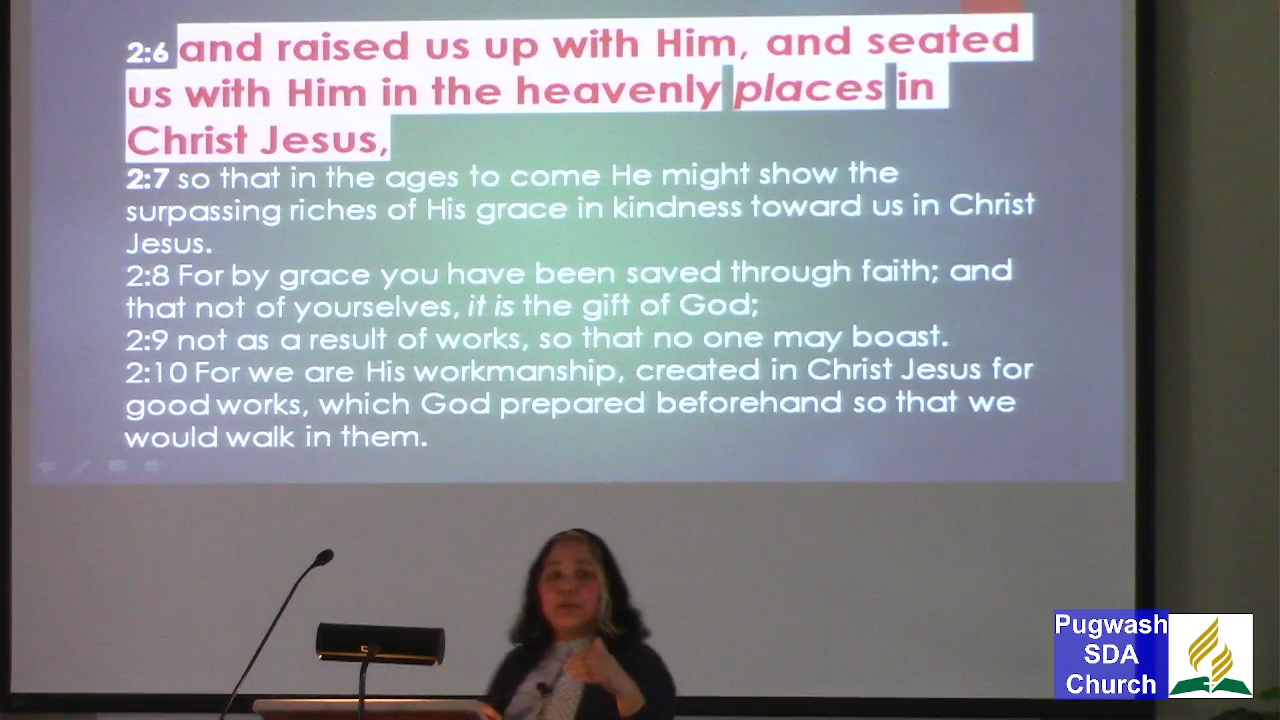 2:6 and raised us up with Him, and seated
us with Him in the heavenly places in
Christ Jesus,
2:7 so that in the ages to come He might show the
surpassing riches of His grace in kindness toward us in Christ
Jesus.
2:8 For by grace you have been saved through faith; and
that not of yourselves, it is the gift of God;
2:9 not as a result of works, so that no one may boast.
2:10 For we are His workmanship, created in Christ Jesus for
good works, which God prepared beforehand so that we
would walk in them.
Pugwash
SDA
Church